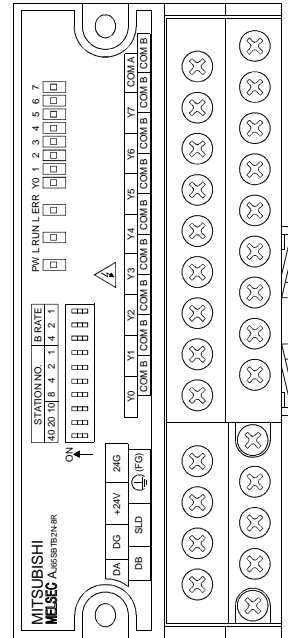 MITSUBISHI
MELSEC AJ65SBTB2N-8R
STATION NO. B RATE
40 20 10 8 4 2 1 4 2 1
ON
PW L RUN L ERR Y0 1 2 3 4 5 6 7
DA DG +24V 24G
DB SLD (FG)
Y0 Y1 Y2 Y3 Y4 Y5 Y6 Y7 COM A
COM B COM B COM B COM B COM B COM B COM B COM B COM B